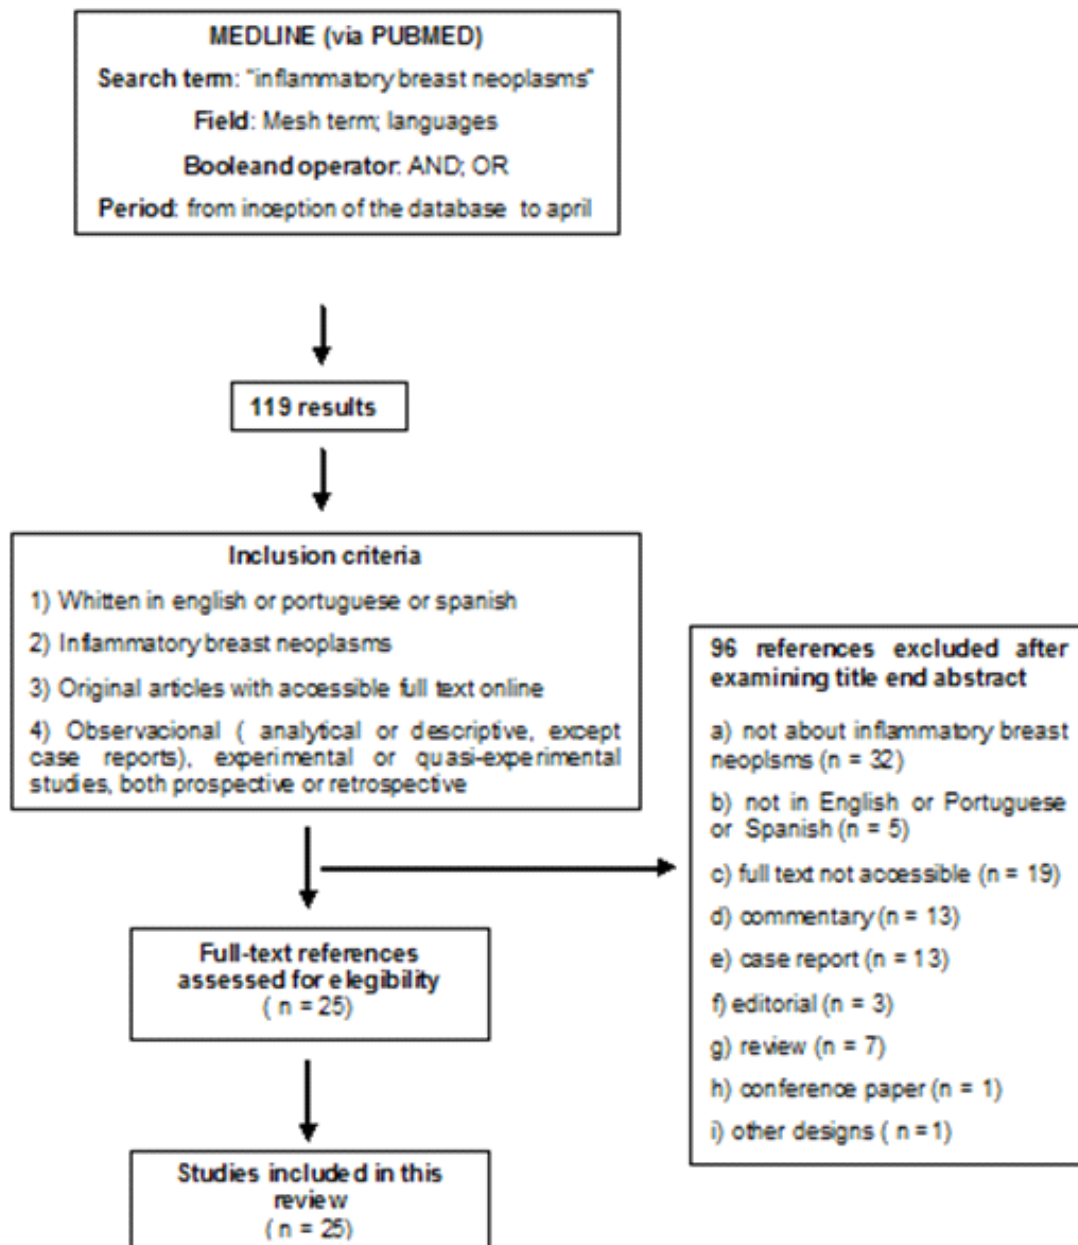 MEDLINE (via PUBMED)
Search term: "inflammatory breast neoplasms"
Field: Mesh term; languages
Booleand operator: AND; OR
Period: from inception of the database to april
119 results
Inclusion criteria
1) Whitten in english or portuguese or spanish
2) Inflammatory breast neoplasms
3) Original articles with accessible full text online
4) Observacional ( analytical or descriptive, except
case reports), experimental or quasi-experimental
studies, both prospective or retrospective
96 references excluded after
examining title end abstract
a) not about inflammatory breast
neoplsms (n = 32)
b) not in English or Portuguese
or Spanish (n = 5)
c) full text not accessible (n = 19)
d) commentary (n = 13)
e) case report (n = 13)
f) editorial (n = 3)
g) review (n = 7)
h) conference paper (n = 1)
i) other designs ( n =1)
Full-text references
assessed for elegibility
( n = 25)
Studies included in this
review
( n = 25)